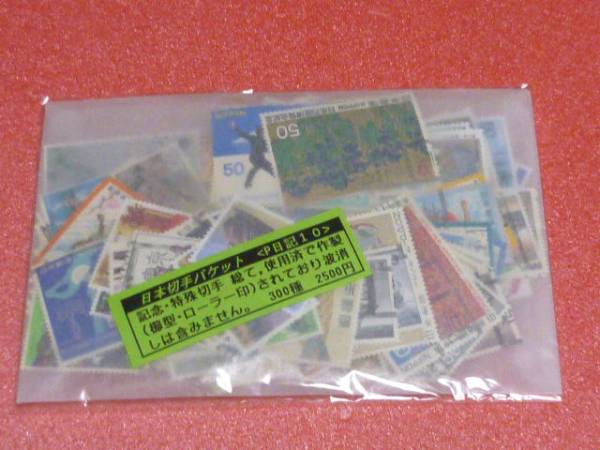 日本切手パケット <P日記10>
記念・特殊切手 総て,使用済で作製
(櫛型・ローラー印)されており波消
しは含みません。 300種 2500円
50
50